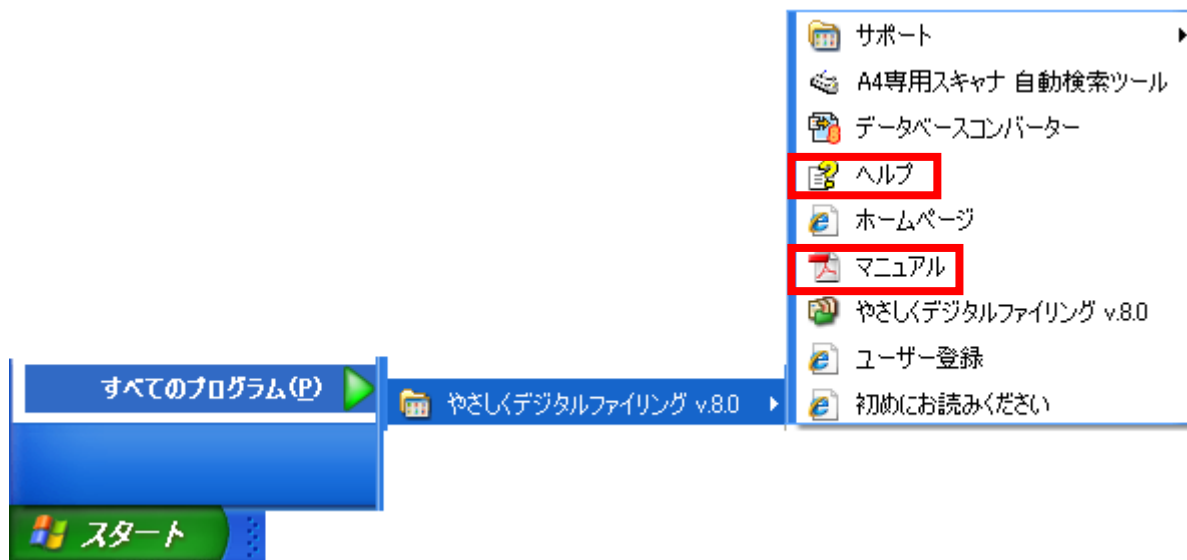 サポート
A4専用スキャナ 自動検索ツール
データベースコンバーター
ヘルプ
ホームページ
マニュアル
やさしくデジタルファイリング v.8.0
ユーザー登録
初めにお読みください
すべてのプログラム(P)
やさしくデジタルファイリング v.8.0
スタート